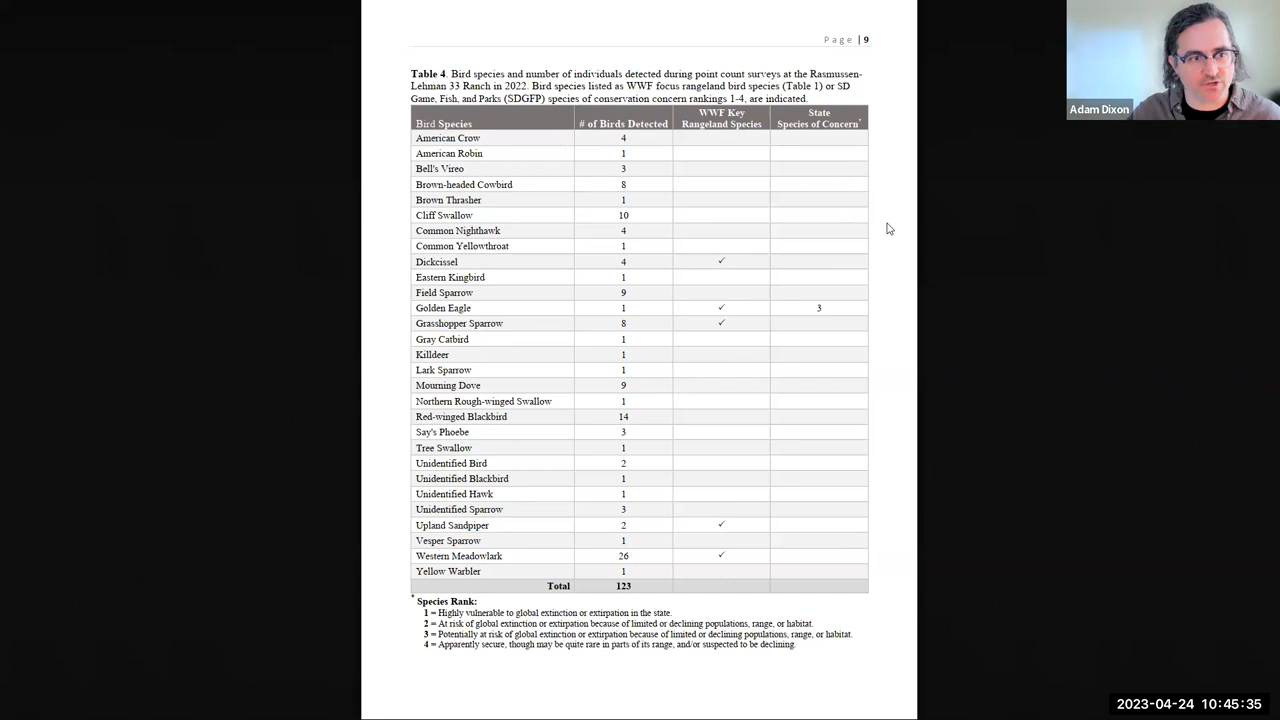 Page | 9
Table 4. Bird species and number of individuals detected during point count surveys at the Rasmussen-
Lehman 33 Ranch in 2022. Bird species listed as WWF focus rangeland bird species (Table 1) or SD
Game, Fish, and Parks (SDGFP) species of conservation concern rankings 1-4, are indicated.
Bird Species # of Birds Detected WWF Key Rangeland Species State Species of Concern*
American Crow 4
American Robin 1
Bell's Vireo 3
Brown-headed Cowbird 8
Brown Thrasher 1
Cliff Swallow 10
Common Nighthawk 4
Common Yellowthroat 1
Dickcissel 4 ✓
Eastern Kingbird 1
Field Sparrow 9
Golden Eagle 1 ✓ 3
Grasshopper Sparrow 8 ✓
Gray Catbird 1
Killdeer 1
Lark Sparrow 1
Mourning Dove 9
Northern Rough-winged Swallow 1
Red-winged Blackbird 14
Say's Phoebe 3
Tree Swallow 1
Unidentified Bird 2
Unidentified Blackbird 1
Unidentified Hawk 1
Unidentified Sparrow 3
Upland Sandpiper 2 ✓
Vesper Sparrow 1
Western Meadowlark 26 ✓
Yellow Warbler 1
Total 123
* Species Rank:
1 = Highly vulnerable to global extinction or extirpation in the state.
2 = At risk of global extinction or extirpation because of limited or declining populations, range, or habitat.
3 = Potentially at risk of global extinction or extirpation because of limited or declining populations, range, or habitat.
4 = Apparently secure, though may be quite rare in parts of its range, and/or suspected to be declining.
Adam Dixon
2023-04-24 10:45:35